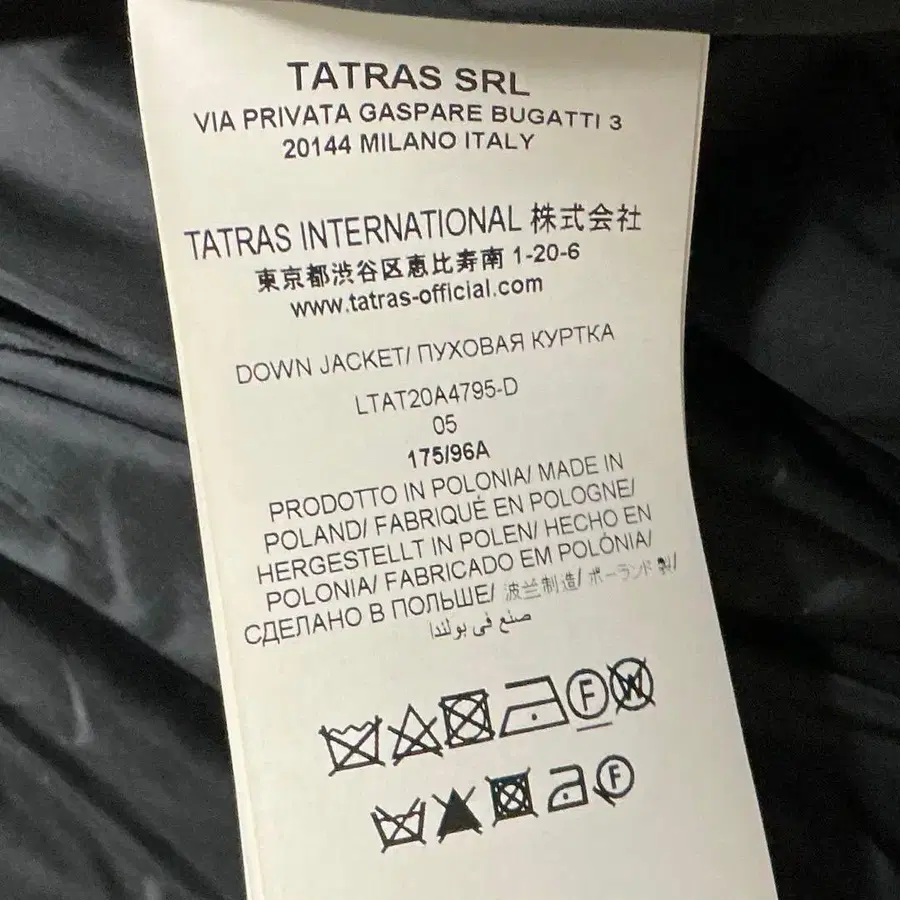 TATRAS SRL
VIA PRIVATA GASPARE BUGATTI 3
20144 MILANO ITALY
TATRAS INTERNATIONAL 株式会社
東京都渋谷区恵比寿南 1-20-6
www.tatras-official.com
DOWN JACKET/ ПУХОВАЯ КУРТКА
LTAT20A4795-D
05
175/96A
PRODOTTO IN POLONIA/ MADE IN
POLAND/ FABRIQUÉ EN POLOGNE/
HERGESTELLT IN POLEN/ HECHO EN
POLONIA/ FABRICADO EM POLÓNIA/
СДЕЛАНО В ПОЛЬШЕ/ 波兰制造/ ポーランド製/
صنع في بولندا
F W
F